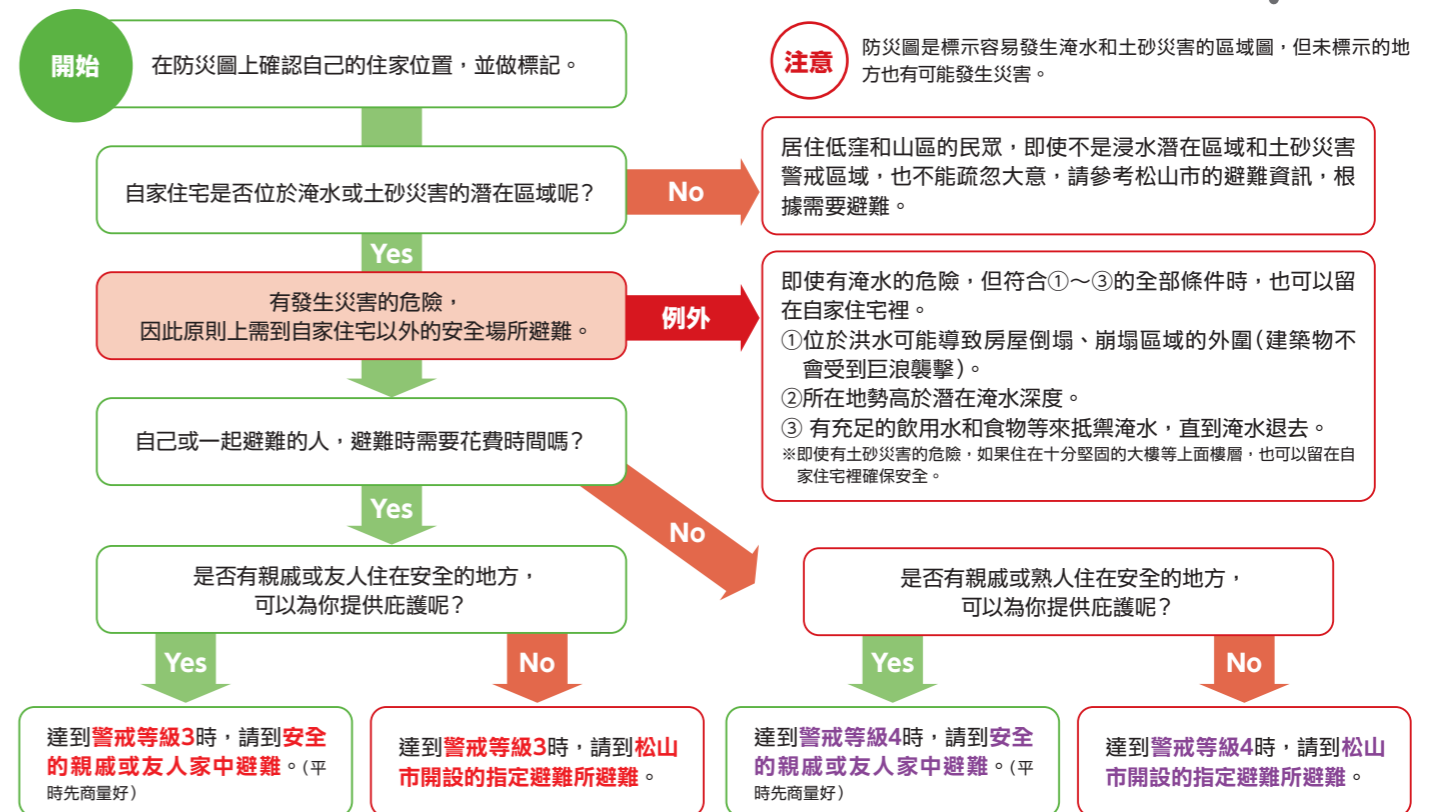 開始
在防災圖上確認自己的住家位置，並做標記。
注意
防災圖是標示容易發生淹水和土砂災害的區域圖，但未標示的地
方也有可能發生災害。
自家住宅是否位於淹水或土砂災害的潛在區域呢？
No
居住低窪和山區的民眾，即使不是浸水潛在區域和土砂災害
警戒區域，也不能疏忽大意，請參考松山市的避難資訊，根
據需要避難。
Yes
有發生災害的危險，
因此原則上需到自家住宅以外的安全場所避難。
例外
即使有淹水的危險，但符合①～③的全部條件時，也可以留
在自家住宅裡。
①位於洪水可能導致房屋倒塌、崩塌區域的外圍(建築物不
會受到巨浪襲擊)。
②所在地勢高於潛在淹水深度。
③ 有充足的飲用水和食物等來抵禦淹水，直到淹水退去。
※即使有土砂災害的危險，如果住在十分堅固的大樓等上面樓層，也可以留在自
家住宅裡確保安全。
自己或一起避難的人，避難時需要花費時間嗎？
Yes
No
是否有親戚或友人住在安全的地方，
可以為你提供庇護呢？
是否有親戚或熟人住在安全的地方，
可以為你提供庇護呢？
Yes
No
Yes
No
達到警戒等級3時，請到安全
的親戚或友人家中避難。(平
時先商量好)
達到警戒等級3時，請到松山
市開設的指定避難所避難。
達到警戒等級4時，請到安全
的親戚或友人家中避難。(平
時先商量好)
達到警戒等級4時，請到松山
市開設的指定避難所避難。